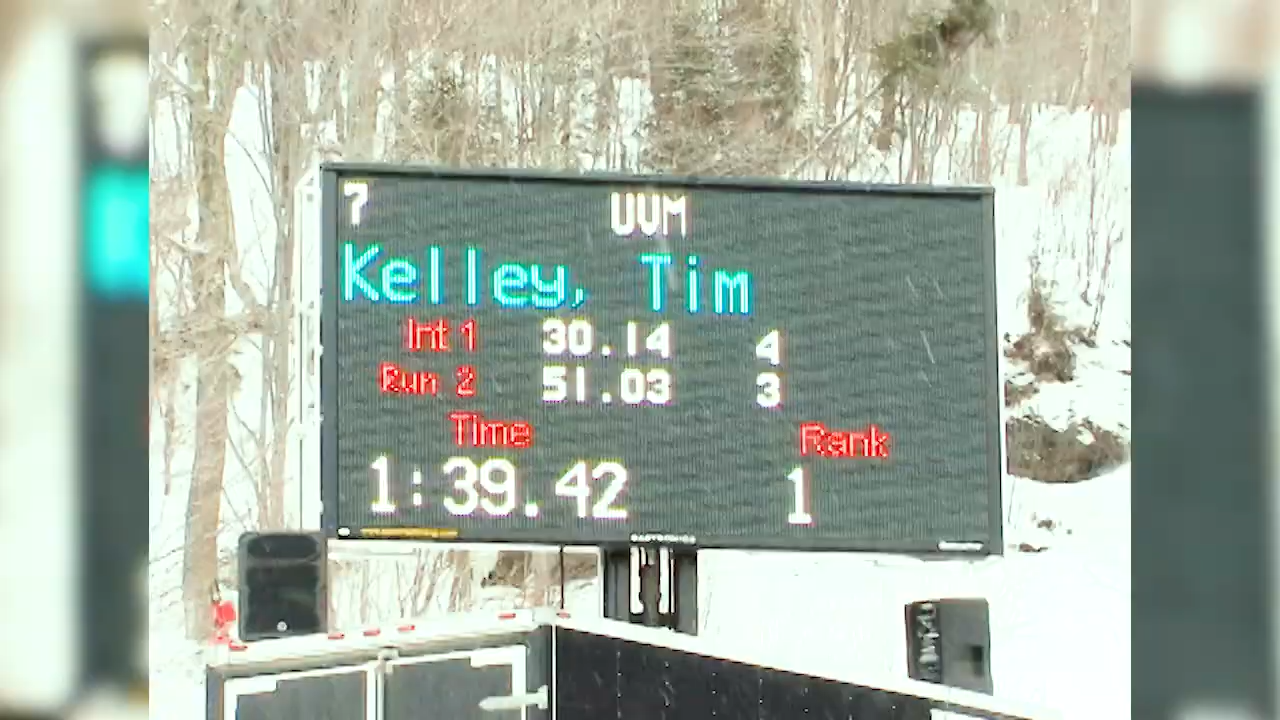 7 UVM
Kelley, Tim
Int 1 30.14 4
Run 2 51.03 3
Time Rank
1:39.42 1